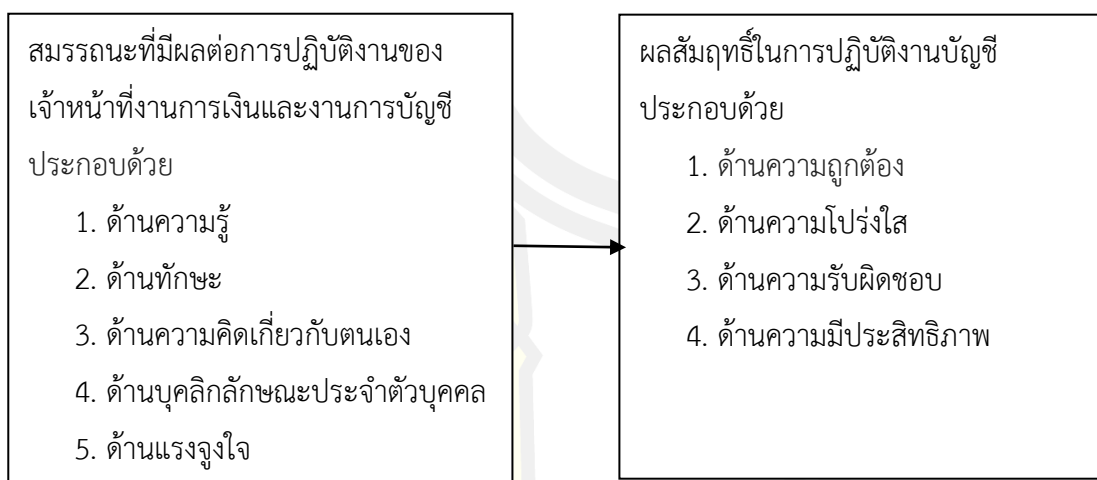 สมรรถนะที่มีผลต่อการปฏิบัติงานของ
เจ้าหน้าที่งานการเงินและงานการบัญชี
ประกอบด้วย
1. ด้านความรู้
2. ด้านทักษะ
3. ด้านความคิดเกี่ยวกับตนเอง
4. ด้านบุคลิกลักษณะประจำตัวบุคคล
5. ด้านแรงจูงใจ
ผลสัมฤทธิ์ในการปฏิบัติงานบัญชี
ประกอบด้วย
1. ด้านความถูกต้อง
2. ด้านความโปร่งใส
3. ด้านความรับผิดชอบ
4. ด้านความมีประสิทธิภาพ